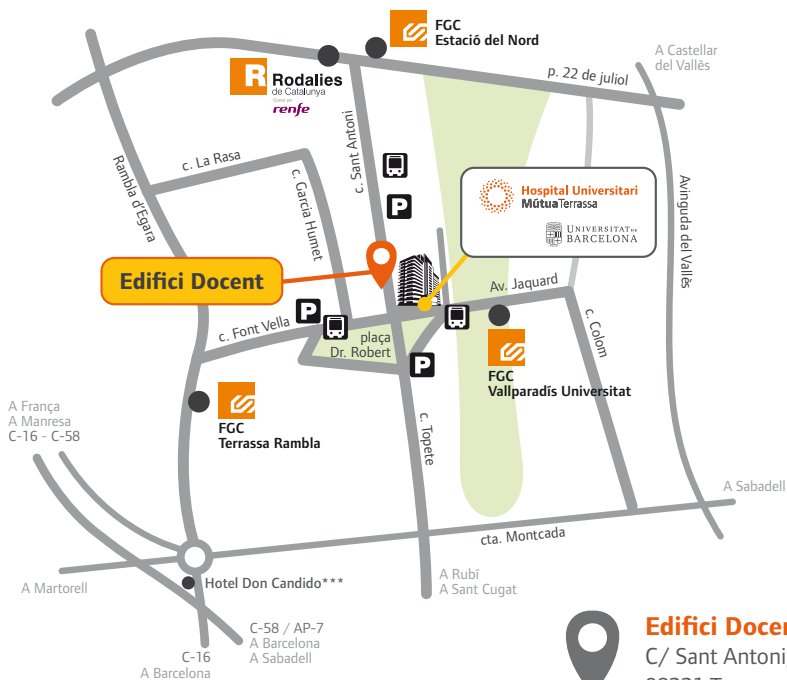 FGC
Estació del Nord
A Castellar
del Vallès
p. 22 de juliol
R Rodalies
de Catalunya
renfe
c. Sant Antoni
c. La Rasa
Rambla d'Egara
c. Garcia Humet
P
Hospital Universitari
MútuaTerrassa
UNIVERSITAT DE
BARCELONA
Avinguda del Vallès
Edifici Docent
Av. Jaquard
P
c. Font Vella
plaça
Dr. Robert
P
c. Colom
FGC
Vallparadís Universitat
A França
A Manresa
C-16 - C-58
FGC
Terrassa Rambla
c. Topete
A Sabadell
cta. Montcada
A Martorell
Hotel Don Candido***
A Rubí
A Sant Cugat
C-58 / AP-7
A Barcelona
A Sabadell
C-16
A Barcelona
Edifici Docen
C/ Sant Antoni,